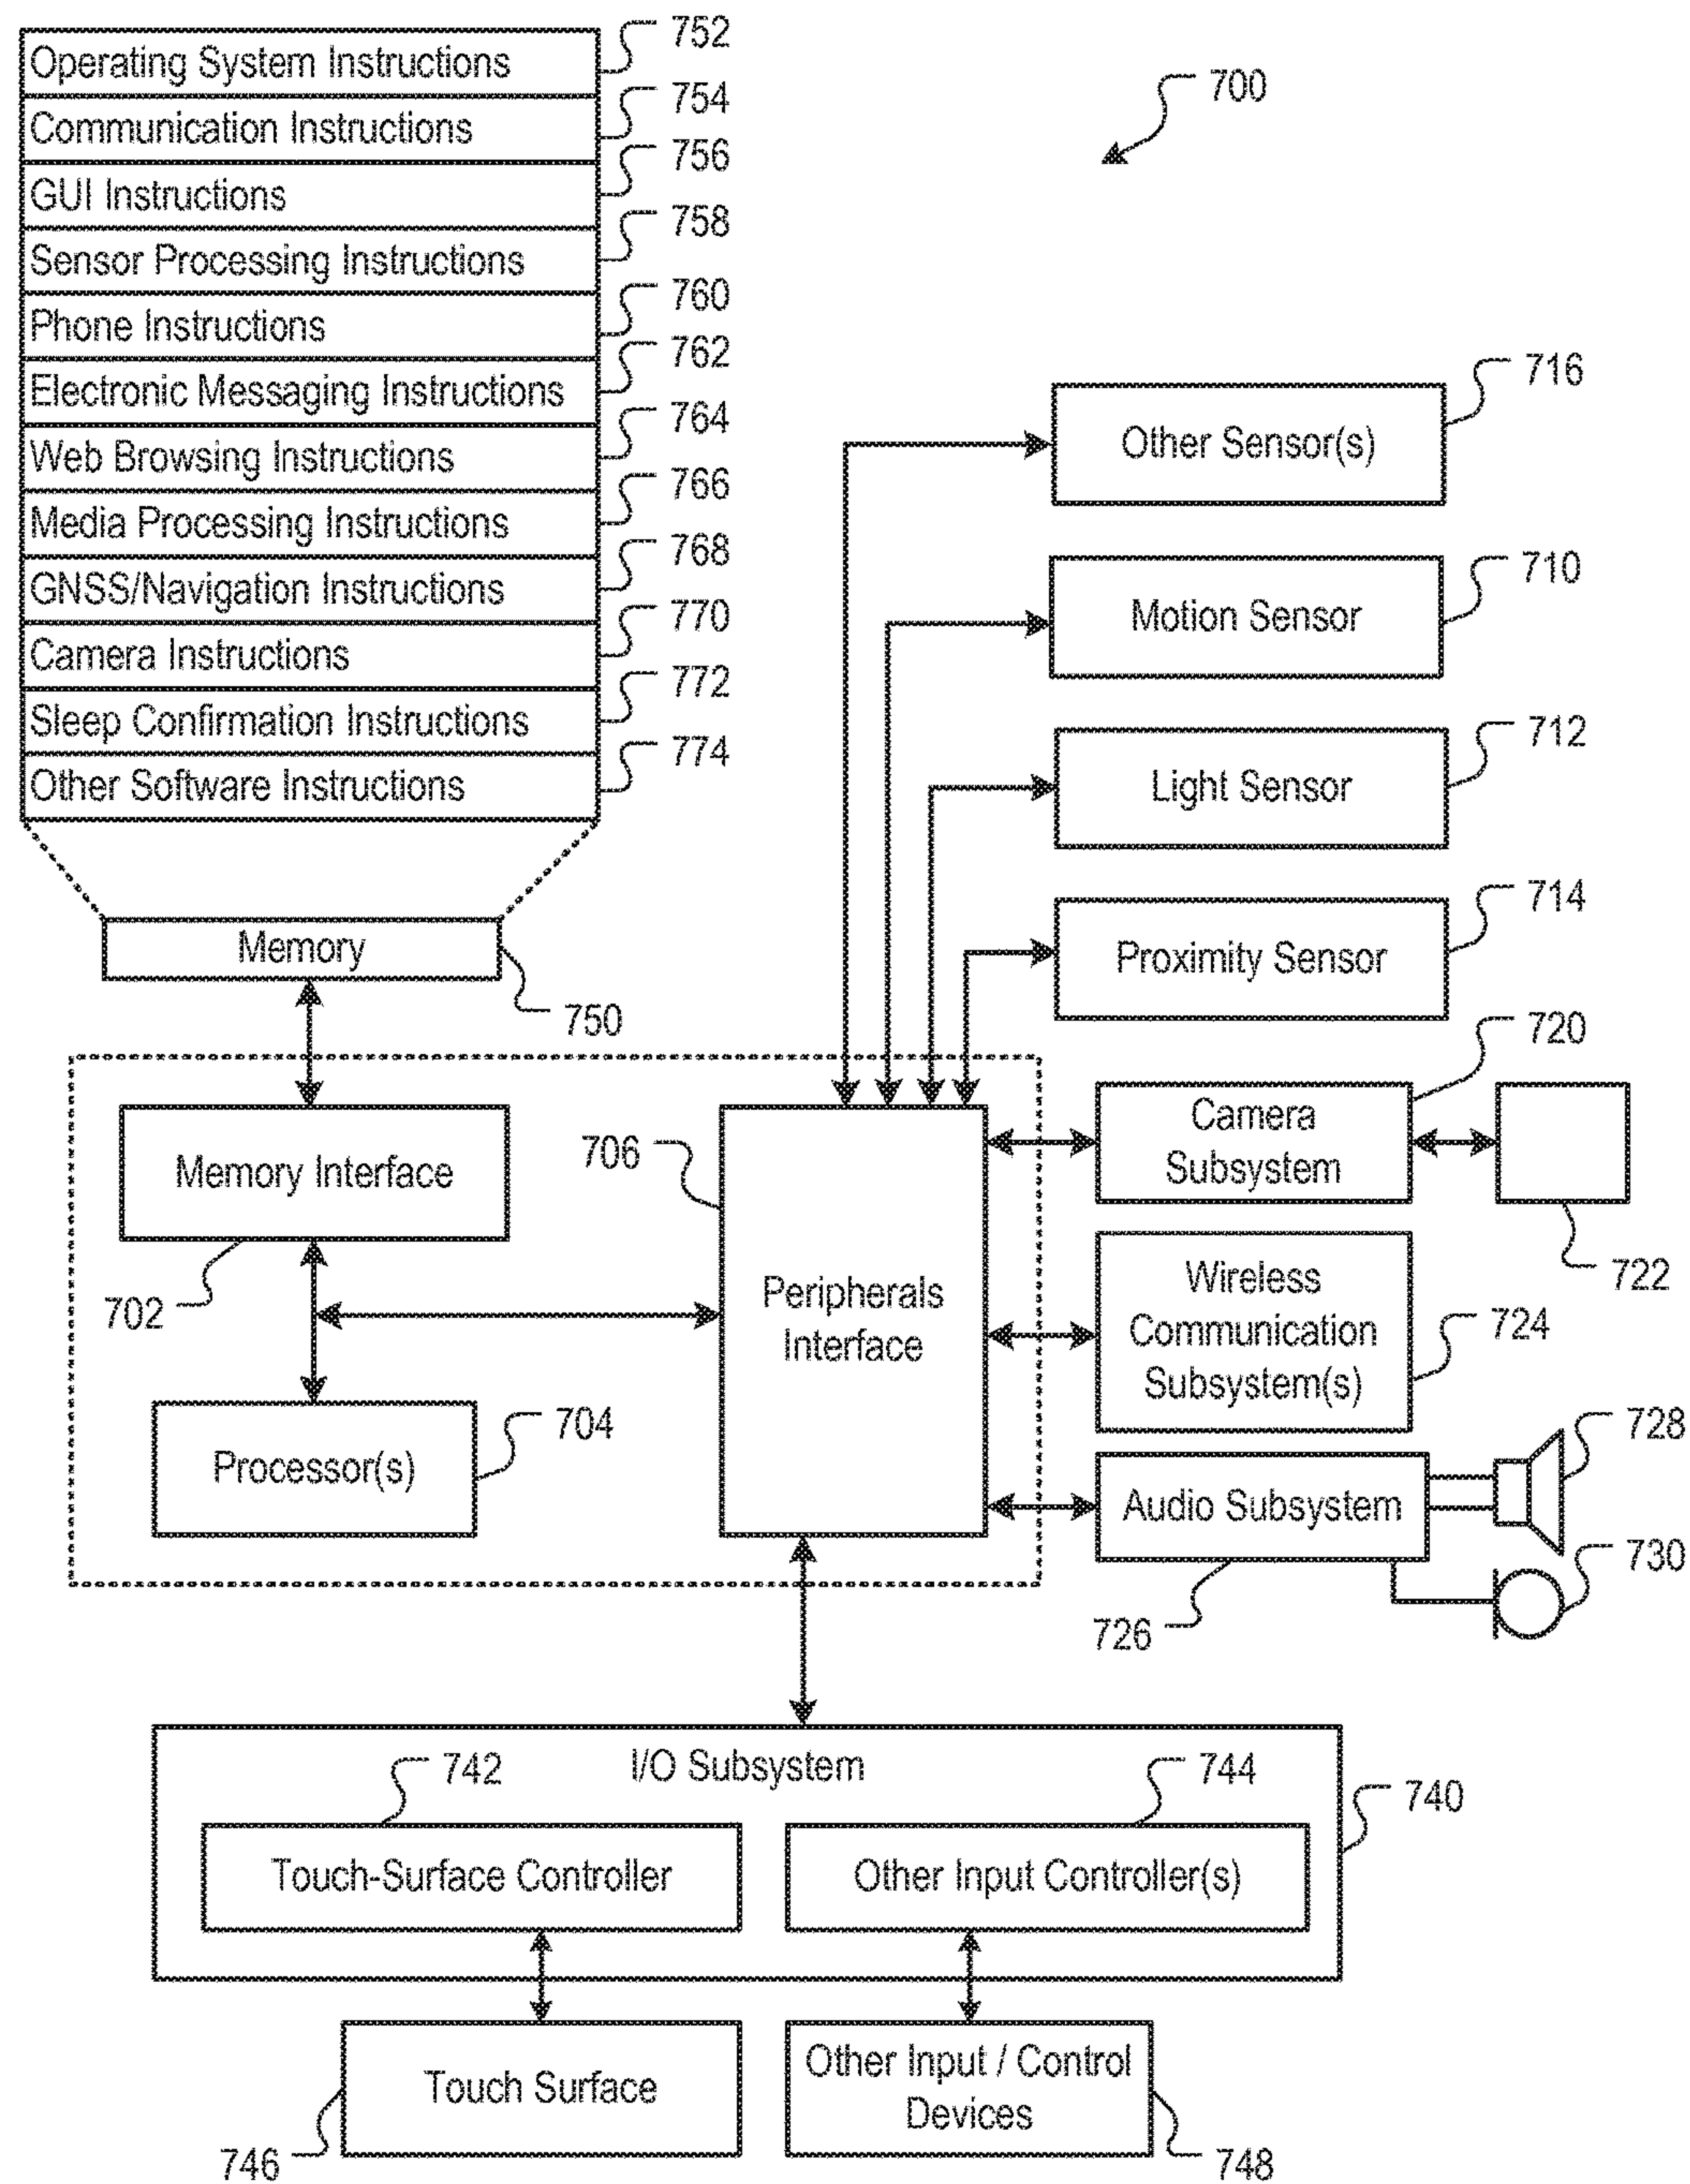 Operating System Instructions
752
Communication Instructions
754
GUI Instructions
756
Sensor Processing Instructions
758
Phone Instructions
760
Electronic Messaging Instructions
762
Web Browsing Instructions
764
Media Processing Instructions
766
GNSS/Navigation Instructions
768
Camera Instructions
770
Sleep Confirmation Instructions
772
Other Software Instructions
774
Memory
750
700
Other Sensor(s)
716
Motion Sensor
710
Light Sensor
712
Proximity Sensor
714
Memory Interface
702
Processor(s)
704
706
Peripherals
Interface
Camera
Subsystem
720
722
Wireless
Communication
Subsystem(s)
724
Audio Subsystem
726
728
730
I/O Subsystem
740
742
Touch-Surface Controller
744
Other Input Controller(s)
Touch Surface
746
Other Input / Control
Devices
748